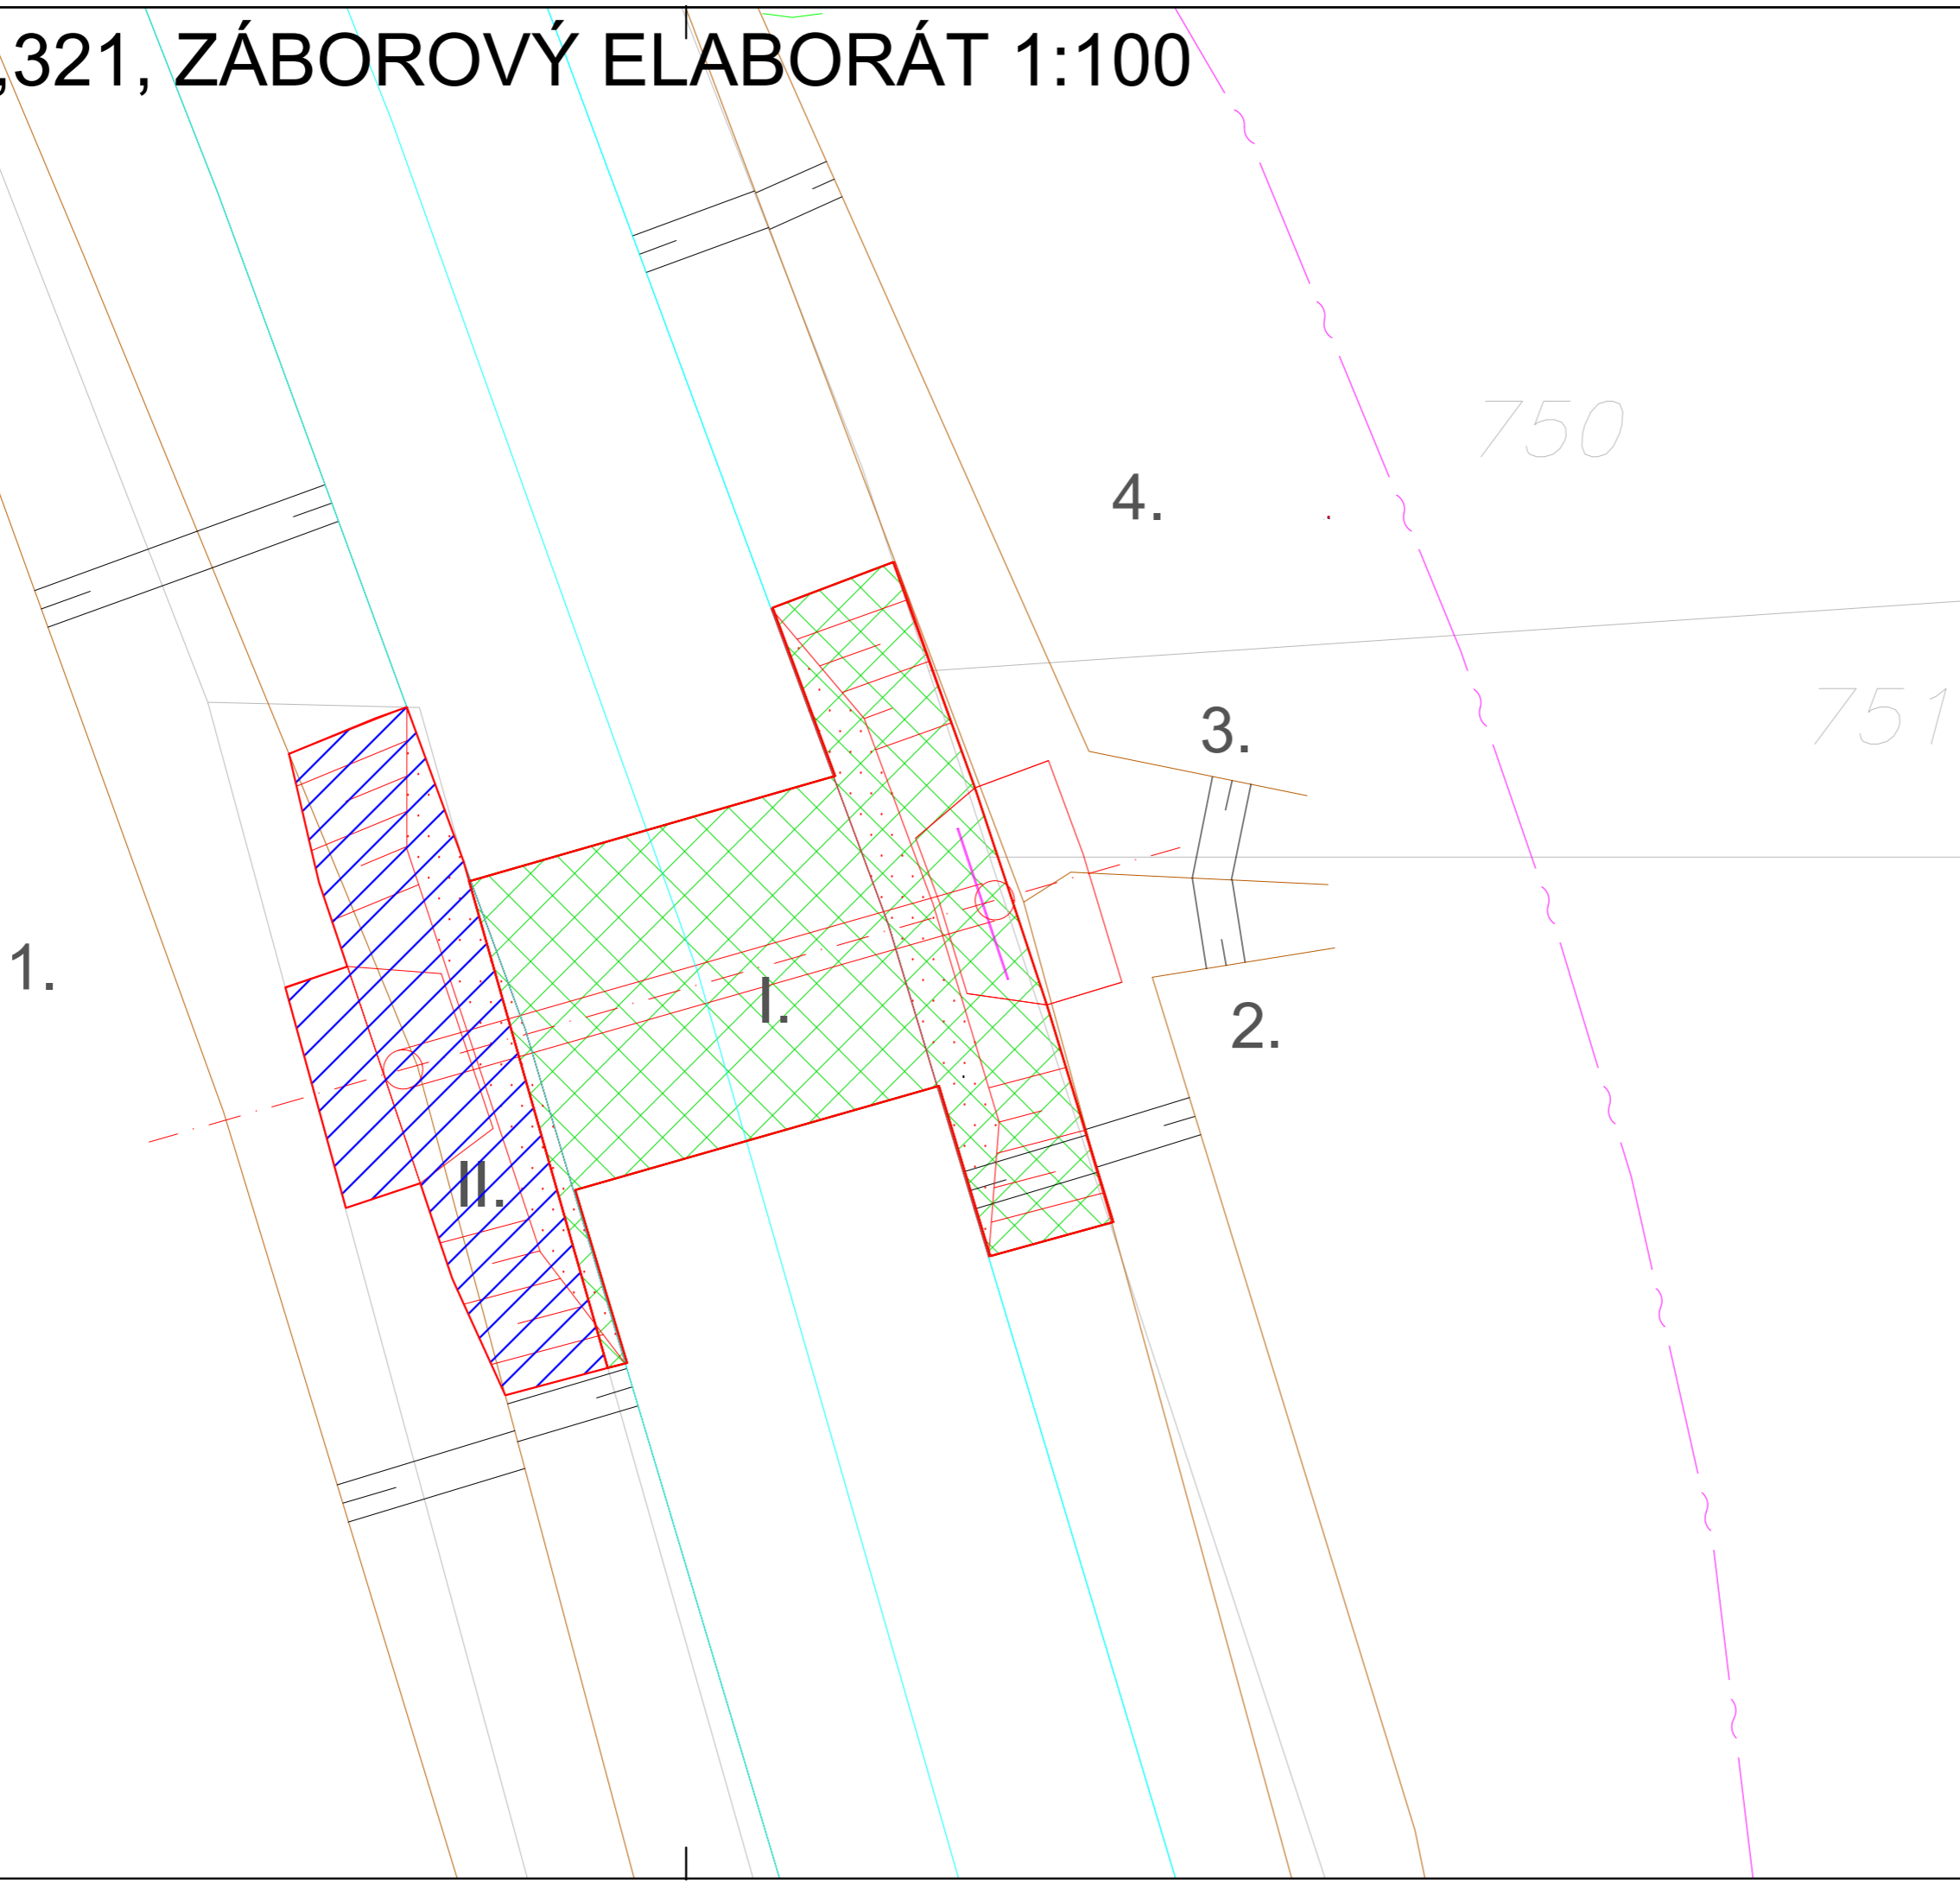 ,321, ZÁBOROVÝ ELABORÁT 1:100
750
4.
751
3.
1.
I.
2.
II.